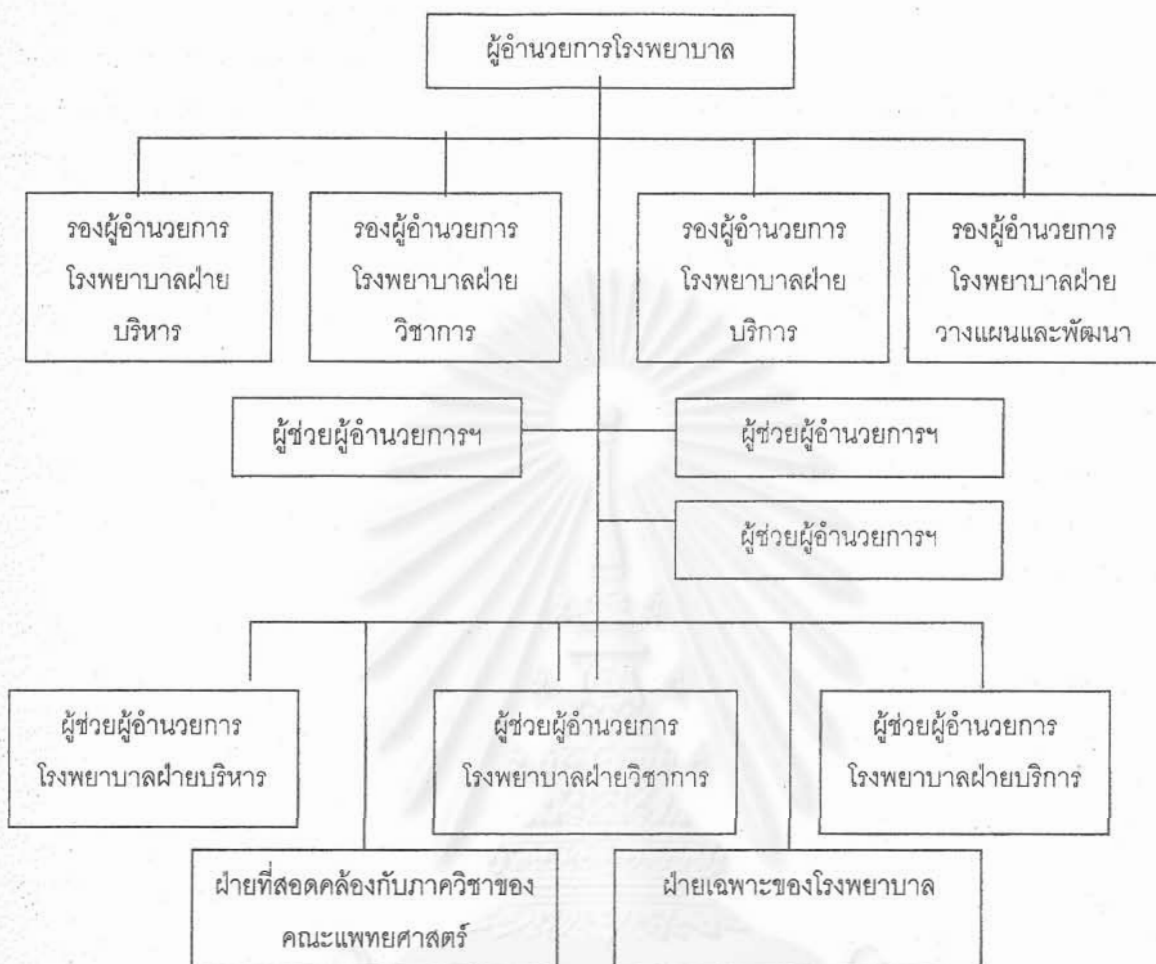 ผู้อำนวยการโรงพยาบาล
รองผู้อำนวยการ
โรงพยาบาลฝ่าย
บริหาร
รองผู้อำนวยการ
โรงพยาบาลฝ่าย
วิชาการ
รองผู้อำนวยการ
โรงพยาบาลฝ่าย
บริการ
รองผู้อำนวยการ
โรงพยาบาลฝ่าย
วางแผนและพัฒนา
ผู้ช่วยผู้อำนวยการฯ
ผู้ช่วยผู้อำนวยการฯ
ผู้ช่วยผู้อำนวยการฯ
ผู้ช่วยผู้อำนวยการ
โรงพยาบาลฝ่ายบริหาร
ผู้ช่วยผู้อำนวยการ
โรงพยาบาลฝ่ายวิชาการ
ผู้ช่วยผู้อำนวยการ
โรงพยาบาลฝ่ายบริการ
ฝ่ายที่สอดคล้องกับภาควิชาของ
คณะแพทยศาสตร์
ฝ่ายเฉพาะของโรงพยาบาล